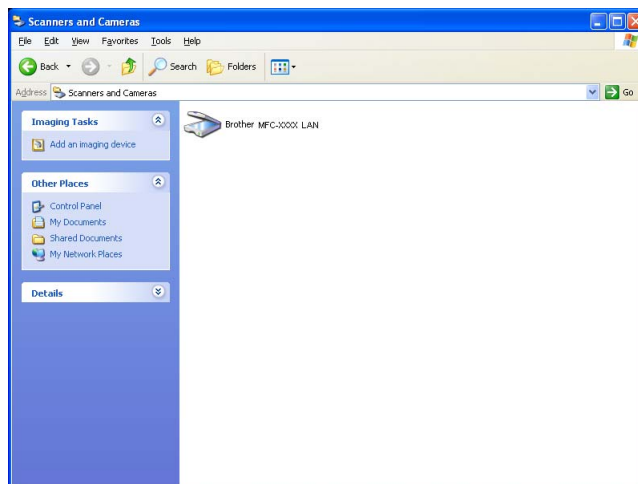 Scanners and Cameras
File Edit View Favorites Tools Help
Back Search Folders
Address Scanners and Cameras Go
Imaging Tasks
Add an imaging device
Other Places
Control Panel
My Documents
Shared Documents
My Network Places
Details
Brother MFC-XXXX LAN